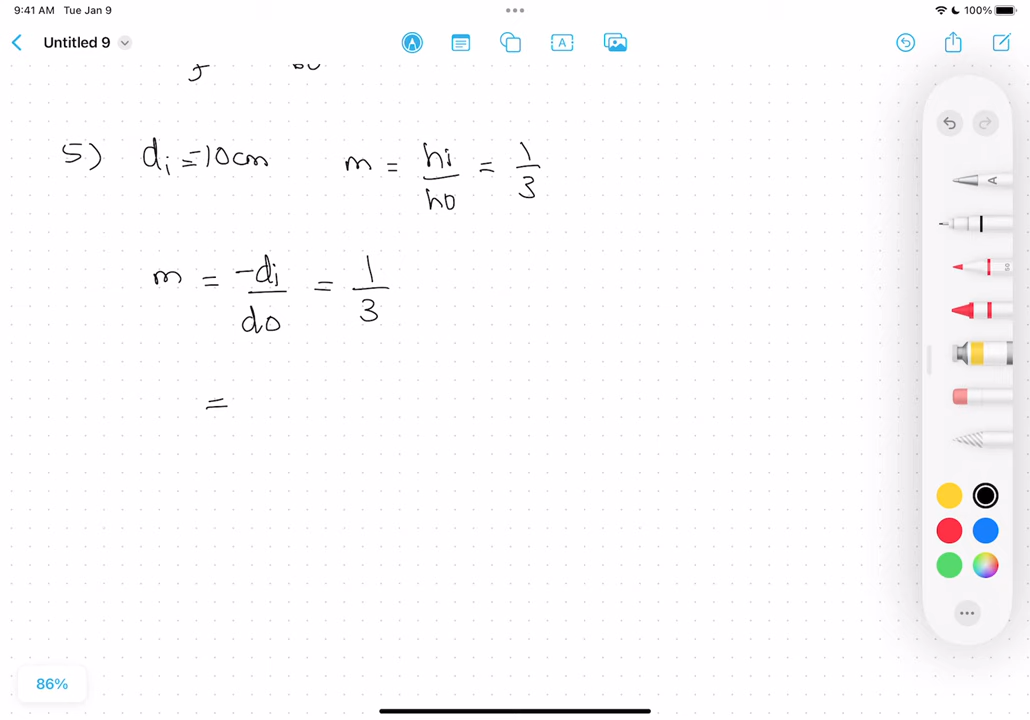 9:41 AM Tue Jan 9
100%
Untitled 9
5) di = -10cm m = hi/ho = 1/3
m = -di/do = 1/3
=
86%